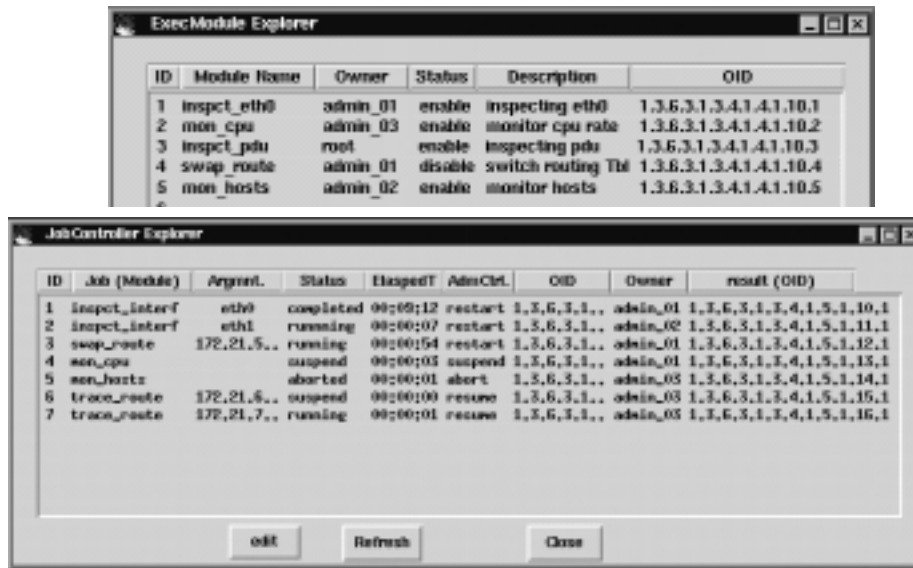 ExecModule Explorer
ID Module Name Owner Status Description OID
1 inspct_eth0 admin_01 enable inspecting eth0 1.3.6.3.1.3.4.1.4.1.10.1
2 mon_cpu admin_03 enable monitor cpu rate 1.3.6.3.1.3.4.1.4.1.10.2
3 inspct_pdu root enable inspecting pdu 1.3.6.3.1.3.4.1.4.1.10.3
4 swap_route admin_01 disable switch routing Tbl 1.3.6.3.1.3.4.1.4.1.10.4
5 mon_hosts admin_02 enable monitor hosts 1.3.6.3.1.3.4.1.4.1.10.5
JobController Explorer
ID Job (Module) Argmnt. Status ElaspedT AdmCtrl. OID Owner result (OID)
1 inspct_interf eth0 completed 00:09:12 restart 1.3.6.3.1.. admin_01 1.3.6.3.1.3.4.1.5.1.10.1
2 inspct_interf eth1 running 00:00:07 restart 1.3.6.3.1.. admin_02 1.3.6.3.1.3.4.1.5.1.11.1
3 swap_route 172.21.5.. running 00:00:54 restart 1.3.6.3.1.. admin_01 1.3.6.3.1.3.4.1.5.1.12.1
4 mon_cpu suspend 00:00:03 suspend 1.3.6.3.1.. admin_01 1.3.6.3.1.3.4.1.5.1.13.1
5 mon_hosts aborted 00:00:01 abort 1.3.6.3.1.. admin_03 1.3.6.3.1.3.4.1.5.1.14.1
6 trace_route 172.21.6.. suspend 00:00:00 resume 1.3.6.3.1.. admin_03 1.3.6.3.1.3.4.1.5.1.15.1
7 trace_route 172.21.7.. running 00:00:01 resume 1.3.6.3.1.. admin_03 1.3.6.3.1.3.4.1.5.1.16.1
edit Refresh Close